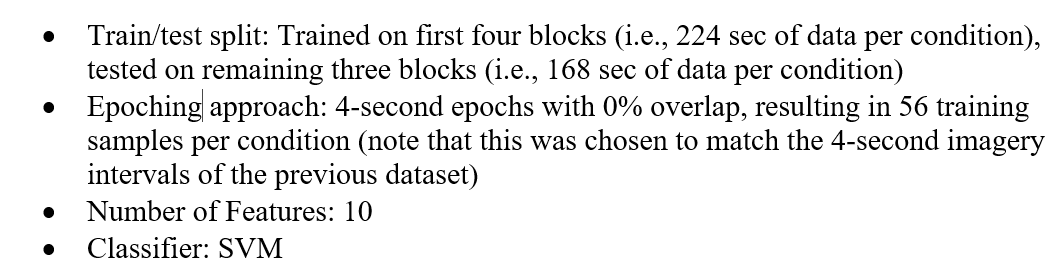 • Train/test split: Trained on first four blocks (i.e., 224 sec of data per condition),
tested on remaining three blocks (i.e., 168 sec of data per condition)
• Epoching approach: 4-second epochs with 0% overlap, resulting in 56 training
samples per condition (note that this was chosen to match the 4-second imagery
intervals of the previous dataset)
• Number of Features: 10
• Classifier: SVM